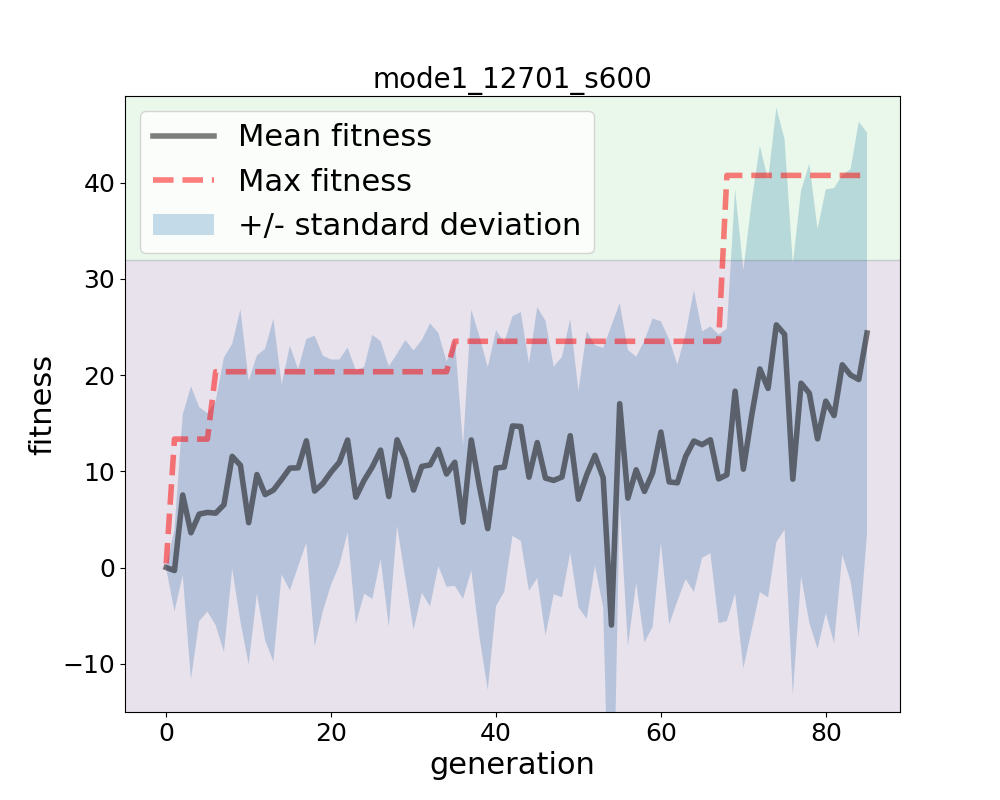 mode1_12701_s600
Mean fitness
Max fitness
+/- standard deviation
40
30
20
10
0
−10
fitness
0 20 40 60 80
generation